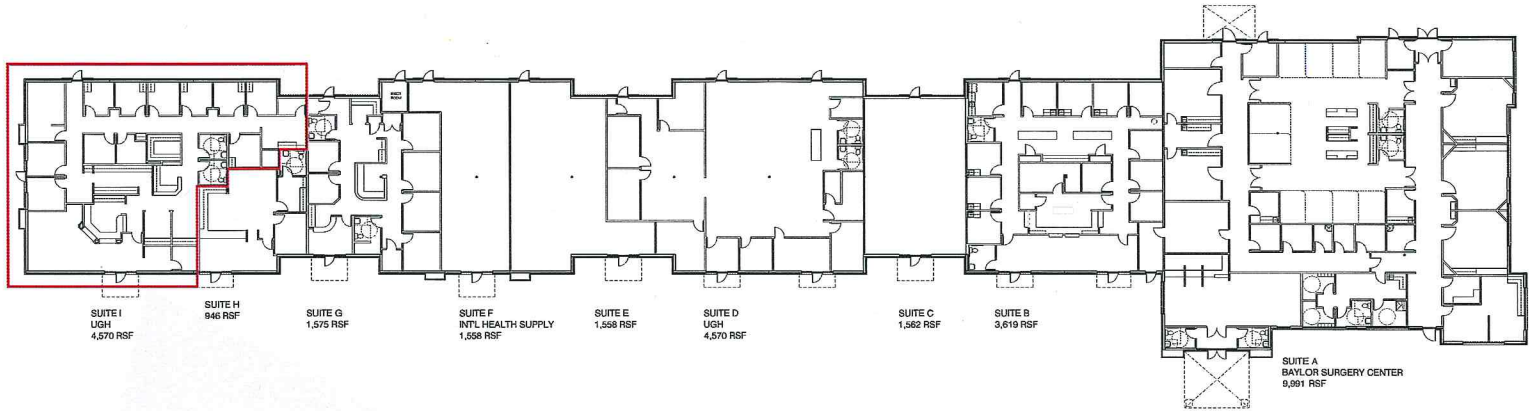 SUITE I
UGH
4,570 RSF
SUITE H
946 RSF
SUITE G
1,575 RSF
SUITE F
INT'L HEALTH SUPPLY
1,558 RSF
SUITE E
1,558 RSF
SUITE D
UGH
4,570 RSF
SUITE C
1,562 RSF
SUITE B
3,619 RSF
SUITE A
BAYLOR SURGERY CENTER
9,991 RSF